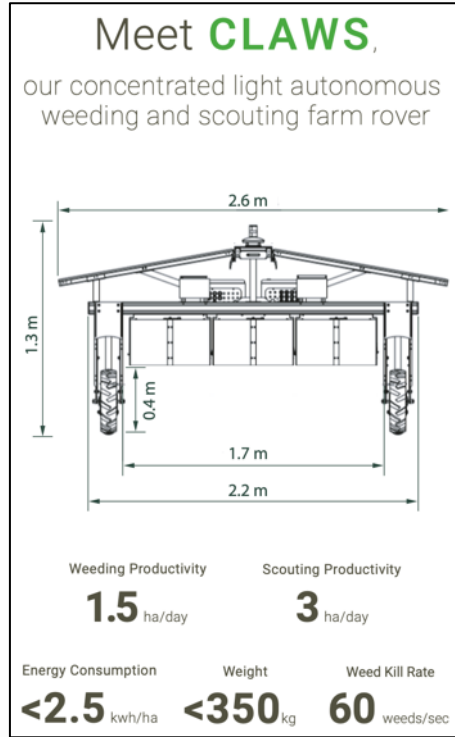 Meet CLAWS,
our concentrated light autonomous
weeding and scouting farm rover
2.6 m
1.3 m
0.4 m
1.7 m
2.2 m
Weeding Productivity
1.5 ha/day
Scouting Productivity
3 ha/day
Energy Consumption
<2.5 kwh/ha
Weight
<350 kg
Weed Kill Rate
60 weeds/sec